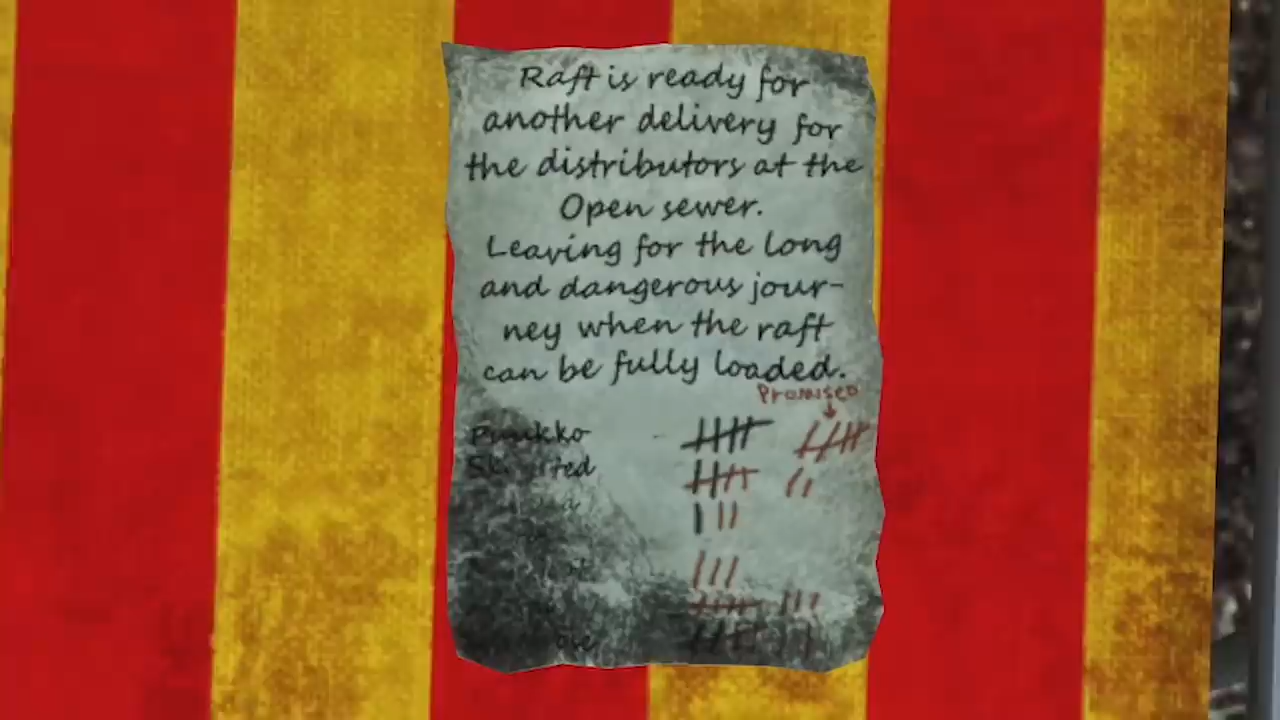 Raft is ready for
another delivery for
the distributors at the
Open sewer.
Leaving for the long
and dangerous jour-
ney when the raft
can be fully loaded.
Promised
Puukko